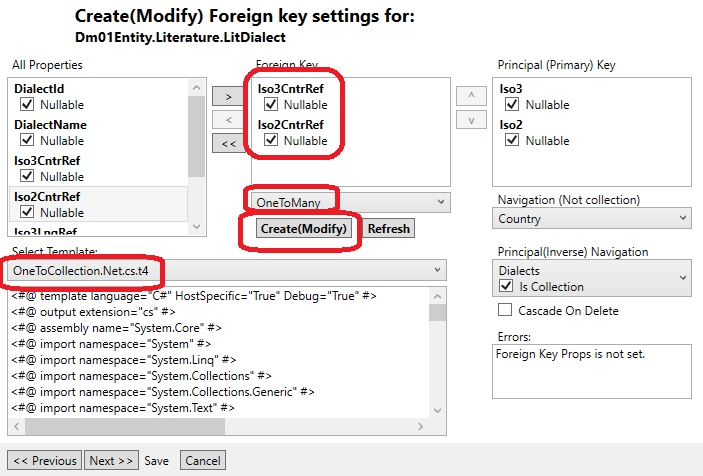 Create(Modify) Foreign key settings for:
Dm01Entity.Literature.LitDialect
All Properties
DialectId
Nullable
DialectName
Nullable
Iso3CntrRef
Nullable
Iso2CntrRef
Nullable
Iso3LngRef
>
<
<<
Foreign Key
Iso3CntrRef
Nullable
Iso2CntrRef
Nullable
OneToMany
Create(Modify)
Refresh
^
v
Principal (Primary) Key
Iso3
Nullable
Iso2
Nullable
Navigation (Not collection)
Country
Principal(Inverse) Navigation
Dialects
Is Collection
Cascade On Delete
Errors:
Foreign Key Props is not set.
Select Template:
OneToCollection.Net.cs.t4
<#@ template language="C#" HostSpecific="True" Debug="True" #>
<#@ output extension="cs" #>
<#@ assembly name="System.Core" #>
<#@ import namespace="System" #>
<#@ import namespace="System.Linq" #>
<#@ import namespace="System.Collections" #>
<#@ import namespace="System.Collections.Generic" #>
<#@ import namespace="System.Text" #>
<< Previous
Next >>
Save
Cancel